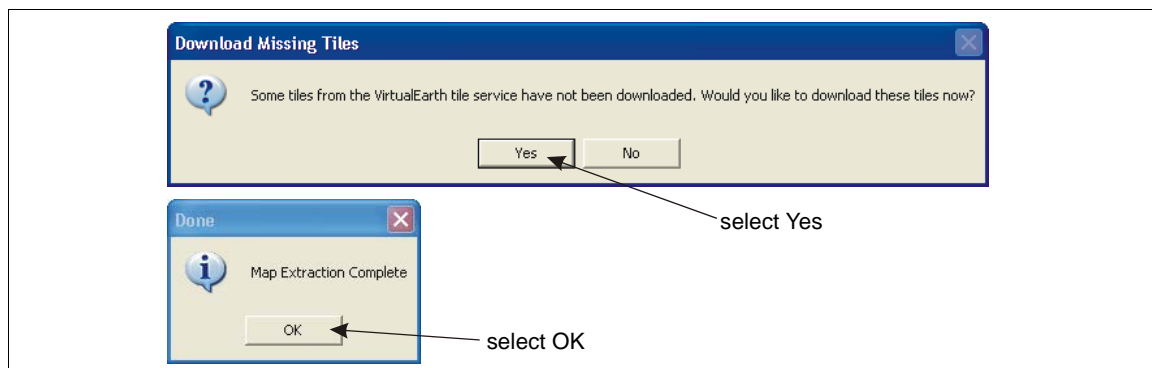 Download Missing Tiles
Some tiles from the VirtualEarth tile service have not been downloaded. Would you like to download these tiles now?
Yes
No
select Yes
Done
Map Extraction Complete
OK
select OK